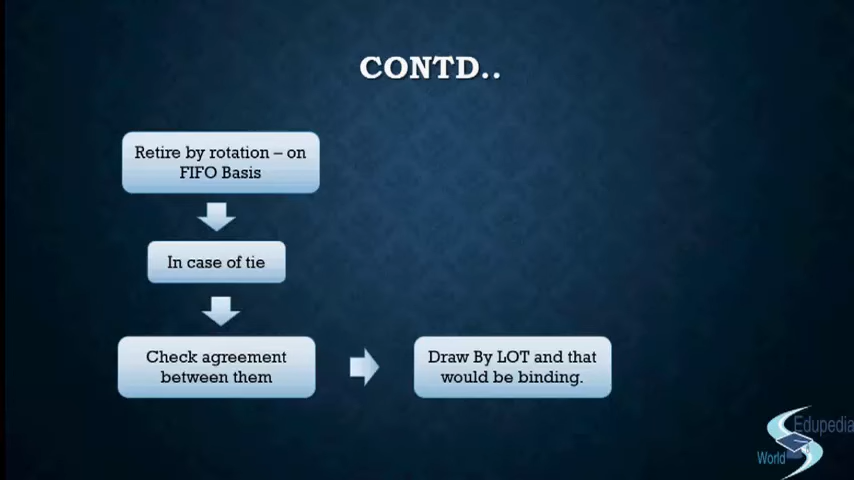 CONTD..
Retire by rotation – on
FIFO Basis
In case of tie
Check agreement
between them
Draw By LOT and that
would be binding.
Edupedia
World